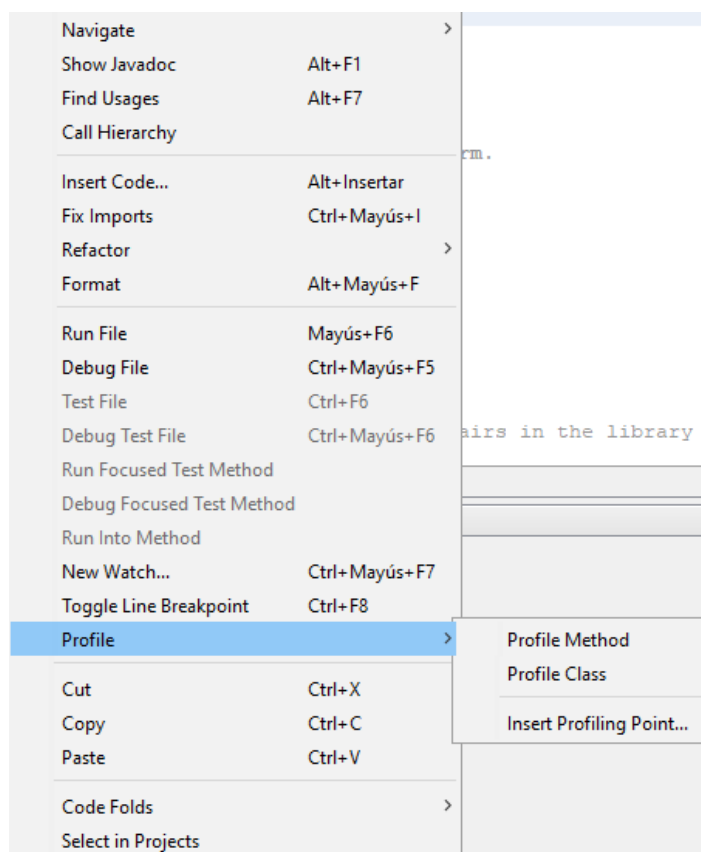 Navigate >
Show Javadoc Alt+F1
Find Usages Alt+F7
Call Hierarchy
rm.
Insert Code... Alt+Insertar
Fix Imports Ctrl+Mayús+I
Refactor >
Format Alt+Mayús+F
Run File Mayús+F6
Debug File Ctrl+Mayús+F5
Test File Ctrl+F6
Debug Test File Ctrl+Mayús+F6 airs in the library
Run Focused Test Method
Debug Focused Test Method
Run Into Method
New Watch... Ctrl+Mayús+F7
Toggle Line Breakpoint Ctrl+F8
Profile > Profile Method
Profile Class
Cut Ctrl+X
Copy Ctrl+C Insert Profiling Point...
Paste Ctrl+V
Code Folds >
Select in Projects